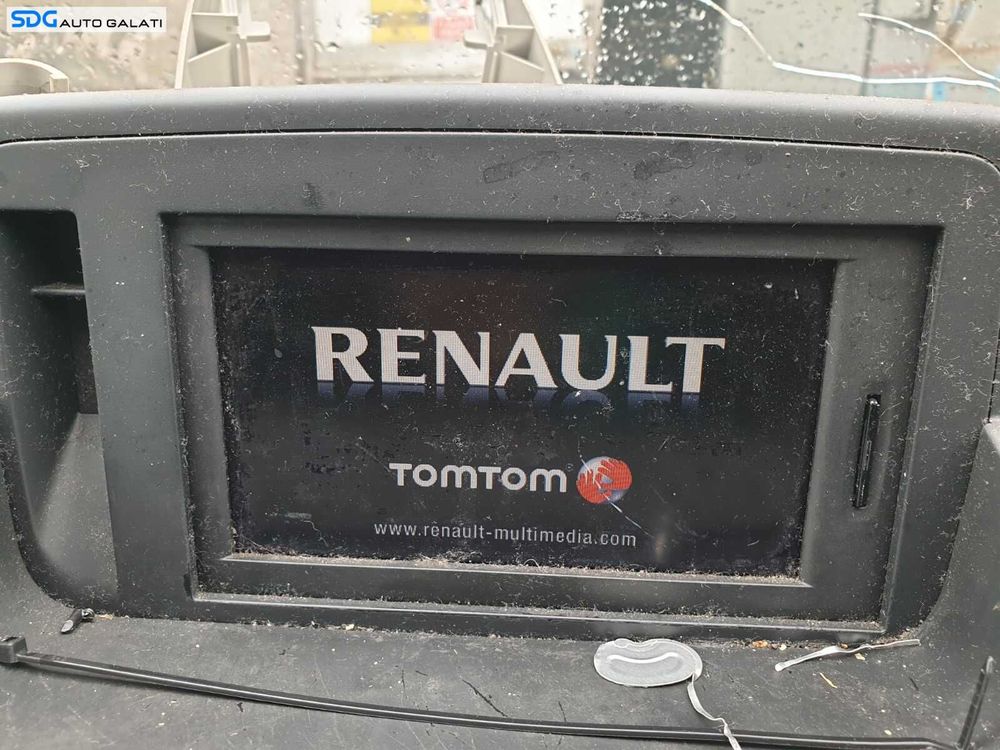 SDG AUTO GALATI
RENAULT
TOMTOM
www.renault-multimedia.com